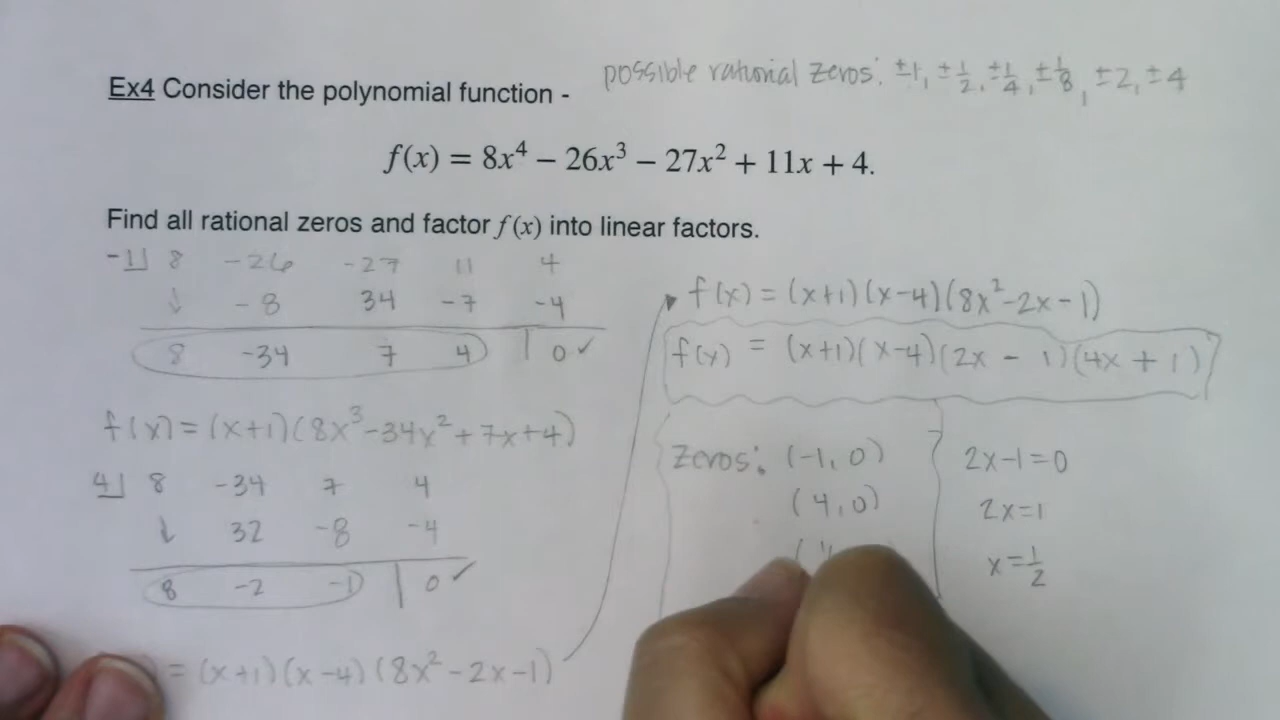 Ex4 Consider the polynomial function -
possible rational zeros: ±1, ±1/2, ±1/4, ±1/8, ±2, ±4
f(x) = 8x⁴ – 26x³ – 27x² + 11x + 4.
Find all rational zeros and factor f(x) into linear factors.
-1| 8 -26 -27 11 4
↓ -8 34 -7 -4
8 -34 7 4 | 0 ✓
f(x) = (x+1)(8x³-34x²+7x+4)
4| 8 -34 7 4
↓ 32 -8 -4
8 -2 -1 | 0 ✓
= (x+1)(x-4)(8x²-2x-1)
f(x) = (x+1)(x-4)(8x²-2x-1)
f(x) = (x+1)(x-4)(2x - 1)(4x + 1)
Zeros: (-1, 0)
(4, 0)
(
2x-1=0
2x=1
x=1/2